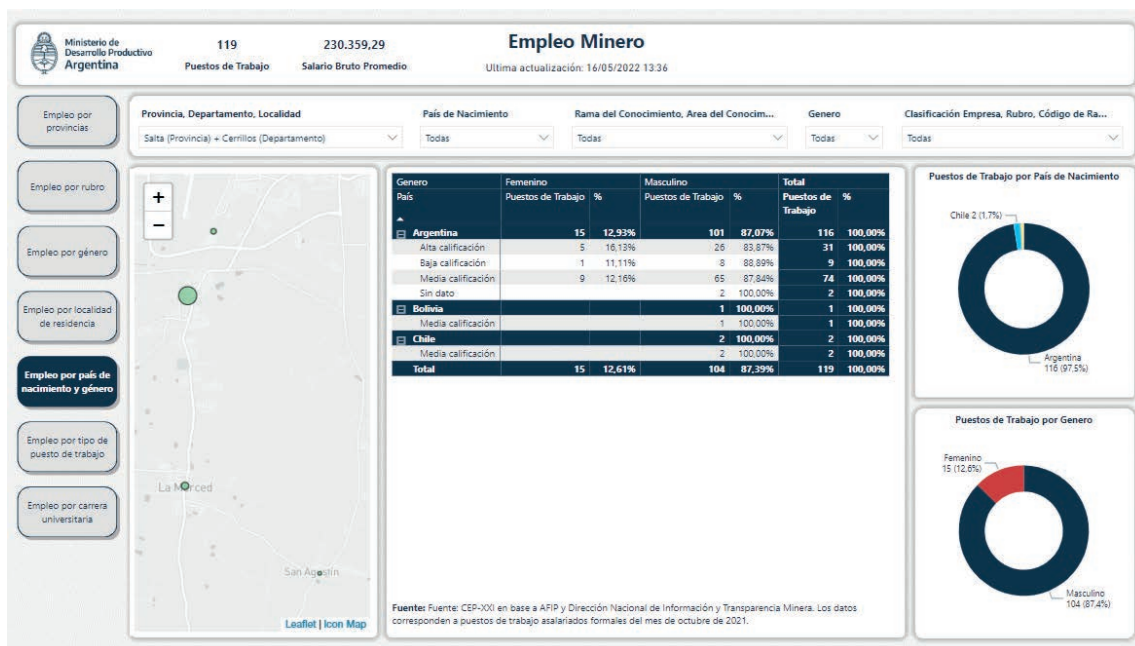 Ministerio de
Desarrollo Productivo
Argentina
119
Puestos de Trabajo
230.359,29
Salario Bruto Promedio
Empleo Minero
Ultima actualización: 16/05/2022 13:36
Empleo por
provincias
Empleo por rubro
Empleo por género
Empleo por localidad
de residencia
Empleo por país de
nacimiento y género
Empleo por tipo de
puesto de trabajo
Empleo por carrera
universitaria
Provincia, Departamento, Localidad
Salta (Provincia) + Cerrillos (Departamento)
País de Nacimiento
Todas
Rama del Conocimiento, Area del Conocim...
Todas
Genero
Todas
Clasificación Empresa, Rubro, Código de Ra...
Todas
+
−
La Merced
San Agustín
Leaflet | Icon Map
Genero Femenino Masculino Total
País Puestos de Trabajo % Puestos de Trabajo % Puestos de %
Trabajo
Argentina 15 12,93% 101 87,07% 116 100,00%
Alta calificación 5 16,13% 26 83,87% 31 100,00%
Baja calificación 1 11,11% 8 88,89% 9 100,00%
Media calificación 9 12,16% 65 87,84% 74 100,00%
Sin dato 2 100,00% 2 100,00%
Bolivia 1 100,00% 1 100,00%
Media calificación 1 100,00% 1 100,00%
Chile 2 100,00% 2 100,00%
Media calificación 2 100,00% 2 100,00%
Total 15 12,61% 104 87,39% 119 100,00%
Fuente: Fuente: CEP-XXI en base a AFIP y Dirección Nacional de Información y Transparencia Minera. Los datos
corresponden a puestos de trabajo asalariados formales del mes de octubre de 2021.
Puestos de Trabajo por País de Nacimiento
Chile 2 (1,7%)
Argentina
116 (97,5%)
Puestos de Trabajo por Genero
Femenino
15 (12,6%)
Masculino
104 (87,4%)